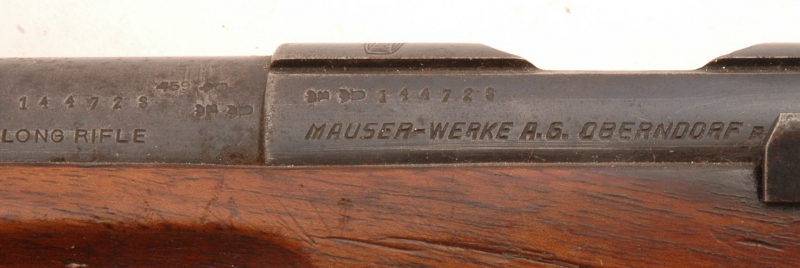 144728
LONG RIFLE
144728
MAUSER-WERKE A.G. OBERNDORF